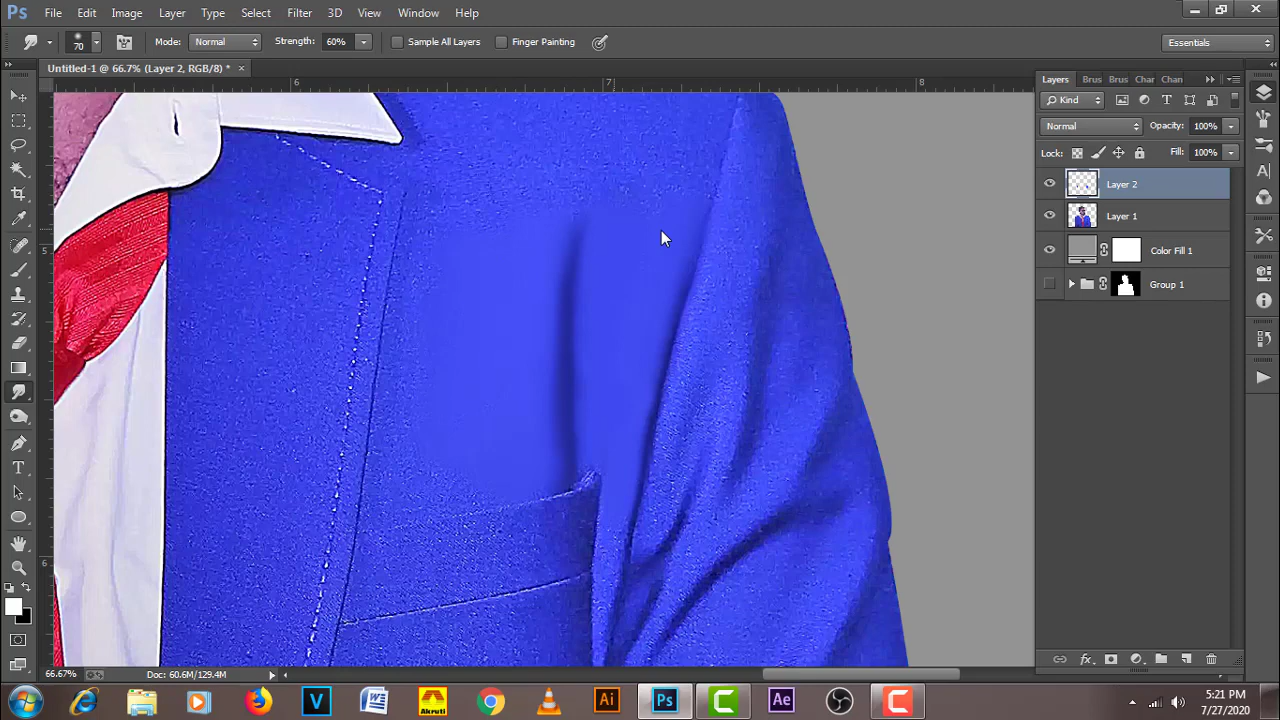 Ps File Edit Image Layer Type Select Filter 3D View Window Help
70 Mode: Normal Strength: 60% Sample All Layers Finger Painting Essentials
Untitled-1 @ 66.7% (Layer 2, RGB/8) * ×
Layers Brus Brus Char Chan
6 7 8
Kind
Normal Opacity: 100%
Lock: Fill: 100%
Layer 2
Layer 1
5
Color Fill 1
Group 1
6
66.67% Doc: 60.6M/129.4M
V W Akruti Ai Ps C Ae C
5:21 PM
7/27/2020